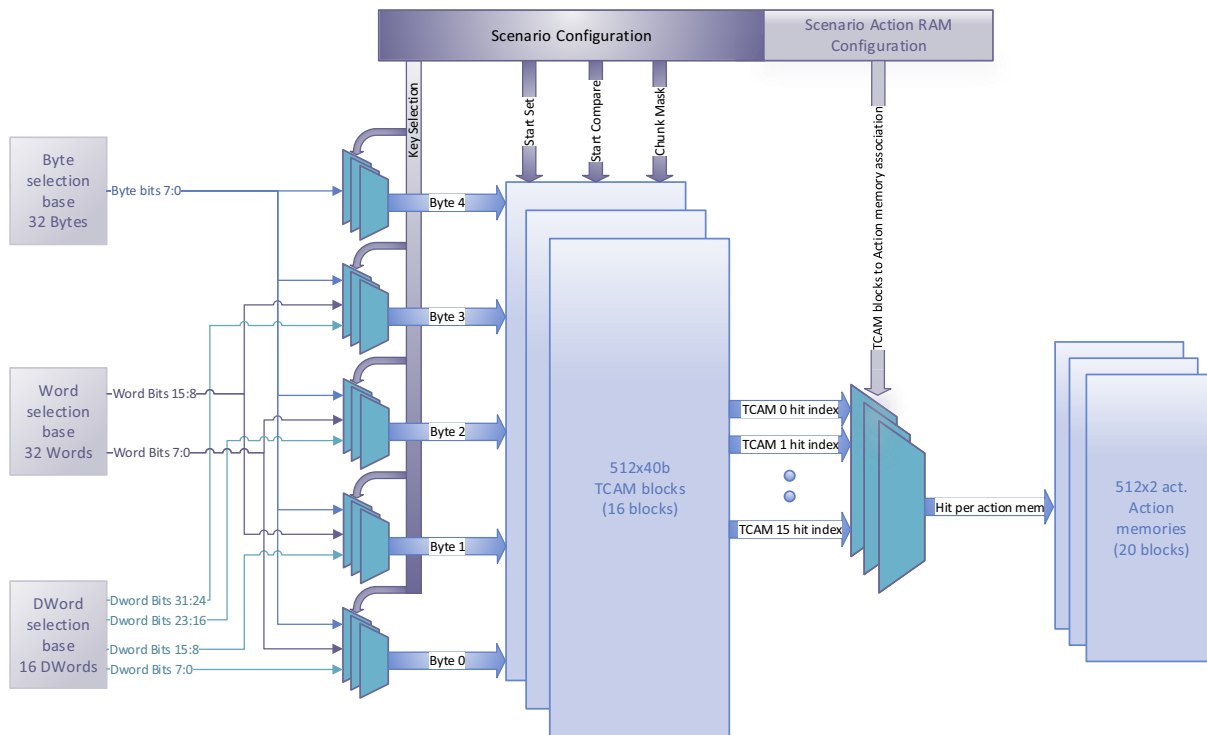 Scenario Configuration
Scenario Action RAM
Configuration
Key Selection
Start Set
Start Compare
Chunk Mask
TCAM blocks to Action memory association
Byte
selection
base
32 Bytes
Byte bits 7:0
Byte 4
Byte 3
Word
selection
base
32 Words
Word Bits 15:8
Word Bits 7:0
Byte 2
Byte 1
DWord
selection
base
16 DWords
Dword Bits 31:24
Dword Bits 23:16
Dword Bits 15:8
Dword Bits 7:0
Byte 0
512x40b
TCAM blocks
(16 blocks)
TCAM 0 hit index
TCAM 1 hit index
TCAM 15 hit index
Hit per action mem
512x2 act.
Action
memories
(20 blocks)